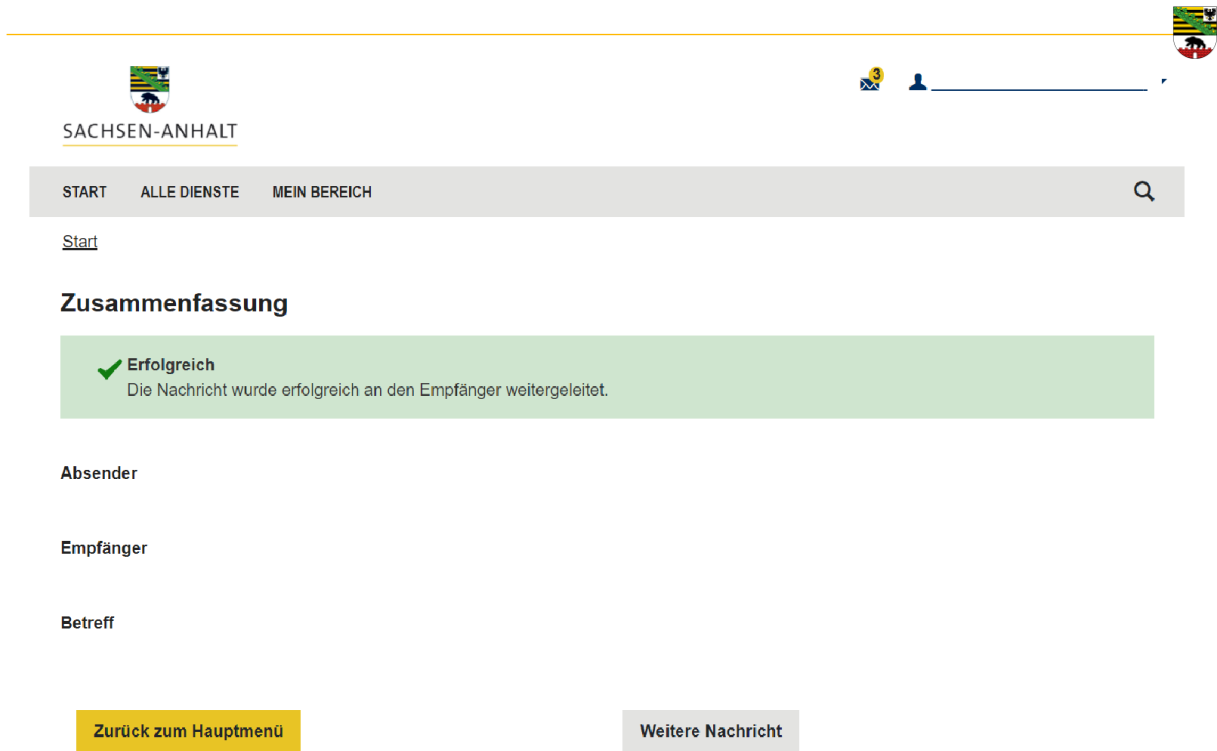 3
SACHSEN-ANHALT
START ALLE DIENSTE MEIN BEREICH
Start
Zusammenfassung
Erfolgreich
Die Nachricht wurde erfolgreich an den Empfänger weitergeleitet.
Absender
Empfänger
Betreff
Zurück zum Hauptmenü Weitere Nachricht